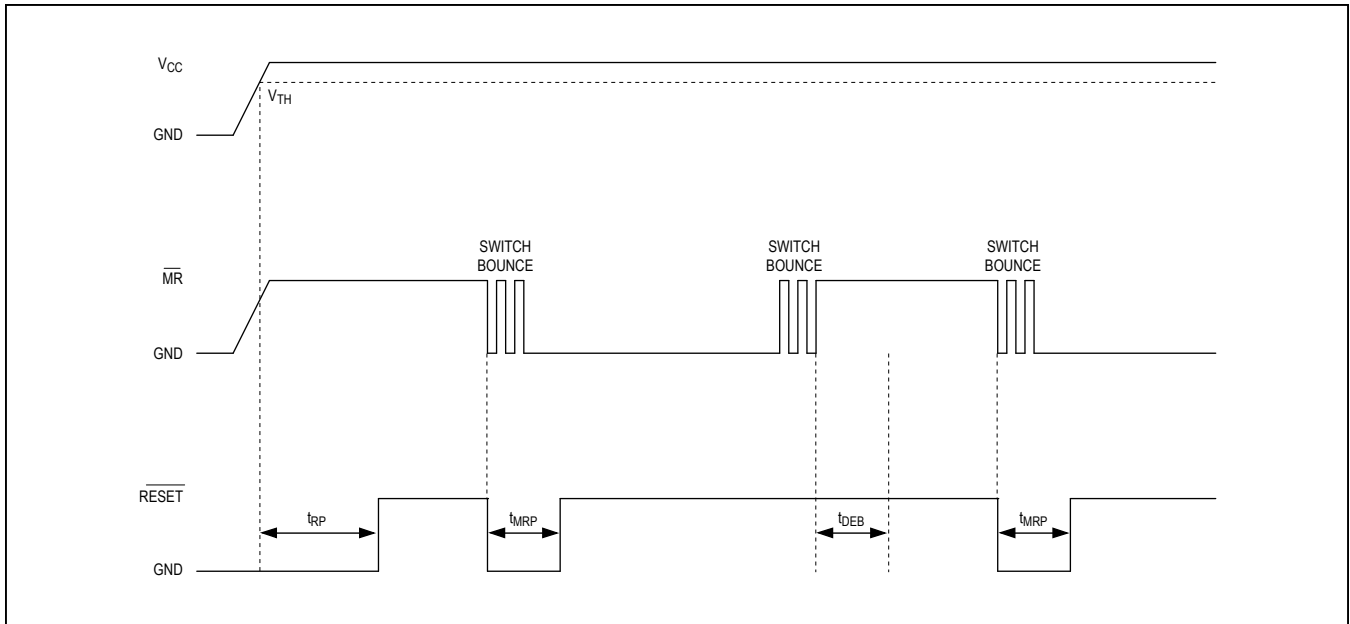 VCC
VTH
GND
SWITCH
BOUNCE
SWITCH
BOUNCE
SWITCH
BOUNCE
MR
GND
RESET
tRP
tMRP
tDEB
tMRP
GND